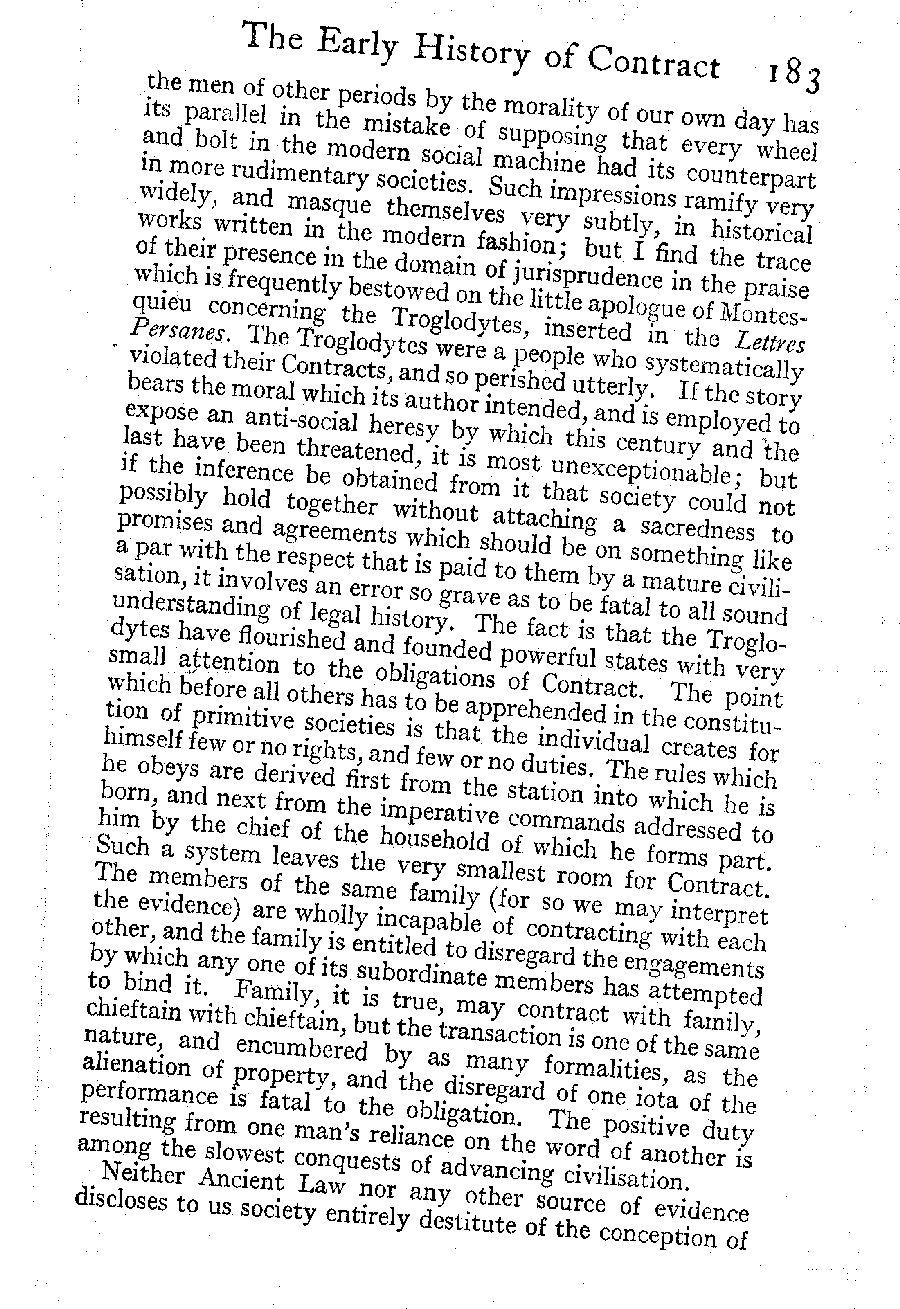 The Early History of Contract 183
the men of other periods by the morality of our own day has
its parallel in the mistake of supposing that every wheel
and bolt in the modern social machine had its counterpart
in more rudimentary societies. Such impressions ramify very
widely, and masque themselves very subtly, in historical
works written in the modern fashion; but I find the trace
of their presence in the domain of jurisprudence in the praise
which is frequently bestowed on the little apologue of Montes-
quieu concerning the Troglodytes, inserted in the Lettres
Persanes. The Troglodytes were a people who systematically
violated their Contracts, and so perished utterly. If the story
bears the moral which its author intended, and is employed to
expose an anti-social heresy by which this century and the
last have been threatened, it is most unexceptionable; but
if the inference be obtained from it that society could not
possibly hold together without attaching a sacredness to
promises and agreements which should be on something like
a par with the respect that is paid to them by a mature civili-
sation, it involves an error so grave as to be fatal to all sound
understanding of legal history. The fact is that the Troglo-
dytes have flourished and founded powerful states with very
small attention to the obligations of Contract. The point
which before all others has to be apprehended in the constitu-
tion of primitive societies is that the individual creates for
himself few or no rights, and few or no duties. The rules which
he obeys are derived first from the station into which he is
born, and next from the imperative commands addressed to
him by the chief of the household of which he forms part.
Such a system leaves the very smallest room for Contract.
The members of the same family (for so we may interpret
the evidence) are wholly incapable of contracting with each
other, and the family is entitled to disregard the engagements
by which any one of its subordinate members has attempted
to bind it. Family, it is true, may contract with family,
chieftain with chieftain, but the transaction is one of the same
nature, and encumbered by as many formalities, as the
alienation of property, and the disregard of one iota of the
performance is fatal to the obligation. The positive duty
resulting from one man's reliance on the word of another is
among the slowest conquests of advancing civilisation.
Neither Ancient Law nor any other source of evidence
discloses to us society entirely destitute of the conception of